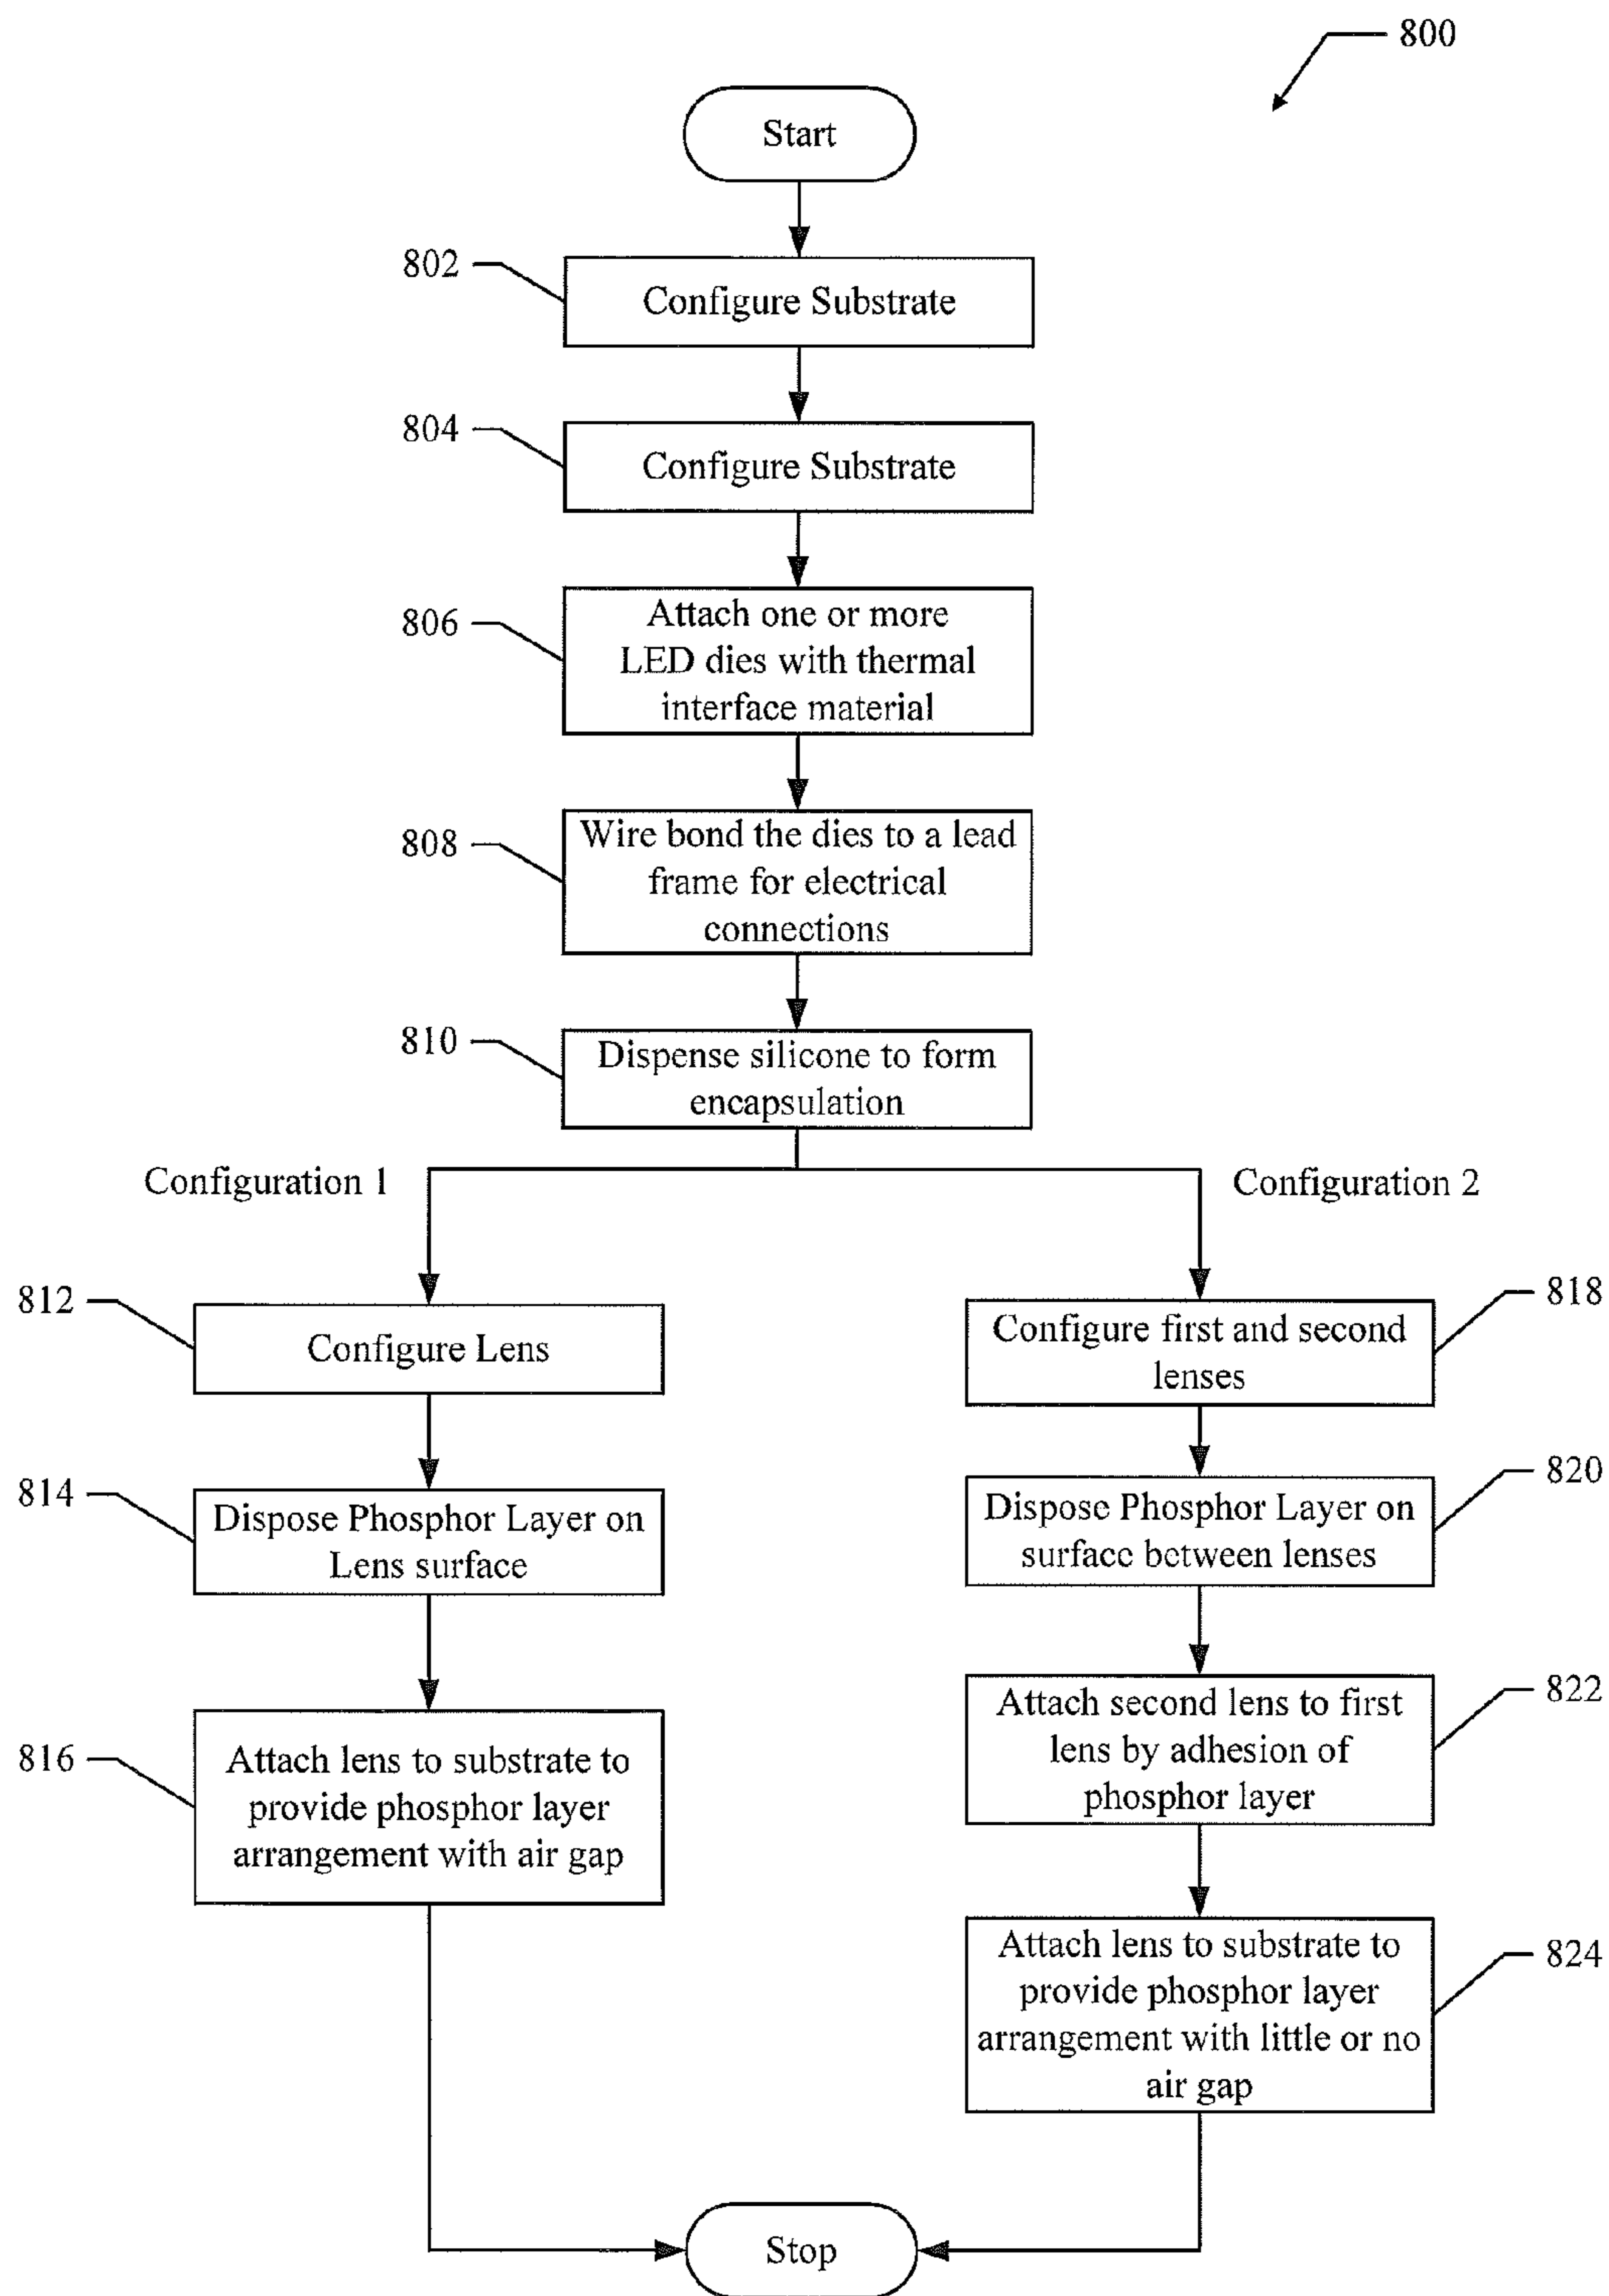 800
Start
802
Configure Substrate
804
Configure Substrate
806
Attach one or more
LED dies with thermal
interface material
808
Wire bond the dies to a lead
frame for electrical
connections
810
Dispense silicone to form
encapsulation
Configuration 1
Configuration 2
812
Configure Lens
814
Dispose Phosphor Layer on
Lens surface
816
Attach lens to substrate to
provide phosphor layer
arrangement with air gap
818
Configure first and second
lenses
820
Dispose Phosphor Layer on
surface between lenses
822
Attach second lens to first
lens by adhesion of
phosphor layer
824
Attach lens to substrate to
provide phosphor layer
arrangement with little or no
air gap
Stop